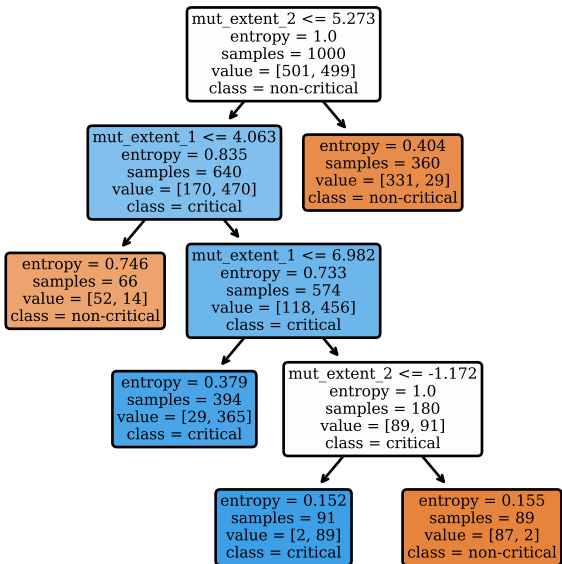 mut_extent_2 <= 5.273
entropy = 1.0
samples = 1000
value = [501, 499]
class = non-critical
mut_extent_1 <= 4.063
entropy = 0.835
samples = 640
value = [170, 470]
class = critical
entropy = 0.404
samples = 360
value = [331, 29]
class = non-critical
entropy = 0.746
samples = 66
value = [52, 14]
class = non-critical
mut_extent_1 <= 6.982
entropy = 0.733
samples = 574
value = [118, 456]
class = critical
entropy = 0.379
samples = 394
value = [29, 365]
class = critical
mut_extent_2 <= -1.172
entropy = 1.0
samples = 180
value = [89, 91]
class = critical
entropy = 0.152
samples = 91
value = [2, 89]
class = critical
entropy = 0.155
samples = 89
value = [87, 2]
class = non-critical